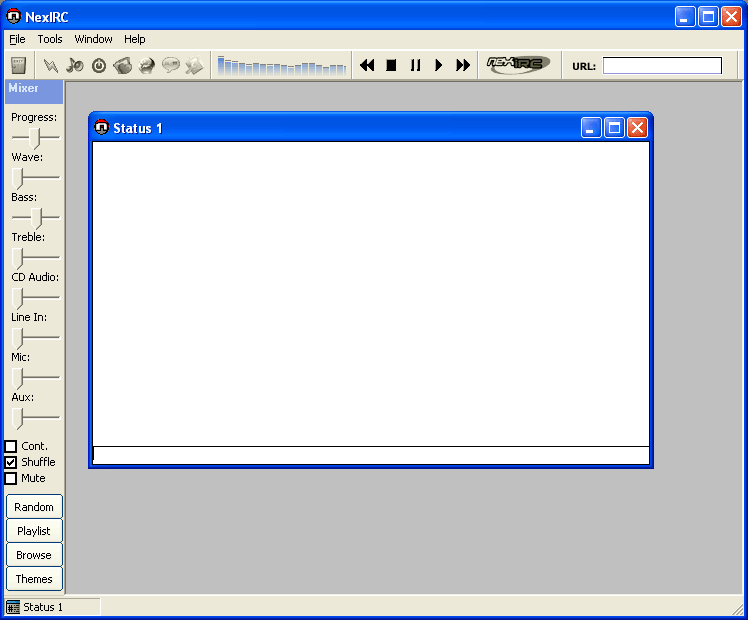 NexIRC
File Tools Window Help
nexIRC URL:
Mixer
Progress:
Wave:
Bass:
Treble:
CD Audio:
Line In:
Mic:
Aux:
Cont.
Shuffle
Mute
Random
Playlist
Browse
Themes
Status 1
Status 1